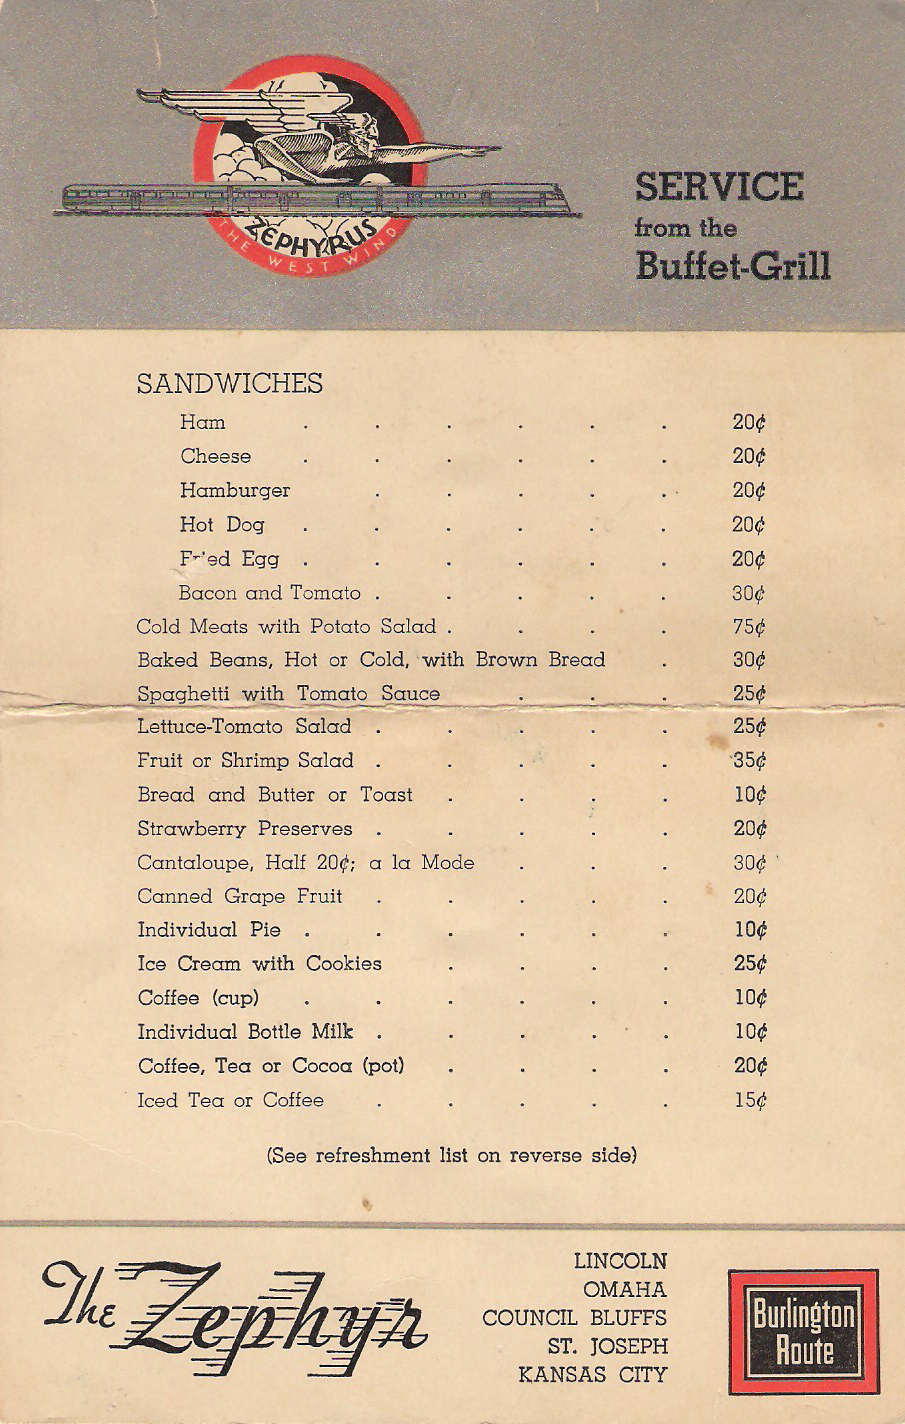 ZEPHYRUS
THE WEST WIND
SERVICE
from the
Buffet-Grill
SANDWICHES
Ham . . . . . . 20¢
Cheese . . . . . . 20¢
Hamburger . . . . . 20¢
Hot Dog . . . . . . 20¢
Fried Egg . . . . . . 20¢
Bacon and Tomato . . . . . 30¢
Cold Meats with Potato Salad . . . . 75¢
Baked Beans, Hot or Cold, with Brown Bread . 30¢
Spaghetti with Tomato Sauce . . . 25¢
Lettuce-Tomato Salad . . . . . 25¢
Fruit or Shrimp Salad . . . . . 35¢
Bread and Butter or Toast . . . . 10¢
Strawberry Preserves . . . . . 20¢
Cantaloupe, Half 20¢; a la Mode . . . 30¢
Canned Grape Fruit . . . . . 20¢
Individual Pie . . . . . . 10¢
Ice Cream with Cookies . . . . 25¢
Coffee (cup) . . . . . . 10¢
Individual Bottle Milk . . . . . 10¢
Coffee, Tea or Cocoa (pot) . . . . 20¢
Iced Tea or Coffee . . . . . 15¢
(See refreshment list on reverse side)
The Zephyr
LINCOLN
OMAHA
COUNCIL BLUFFS
ST. JOSEPH
KANSAS CITY
Burlington
Route